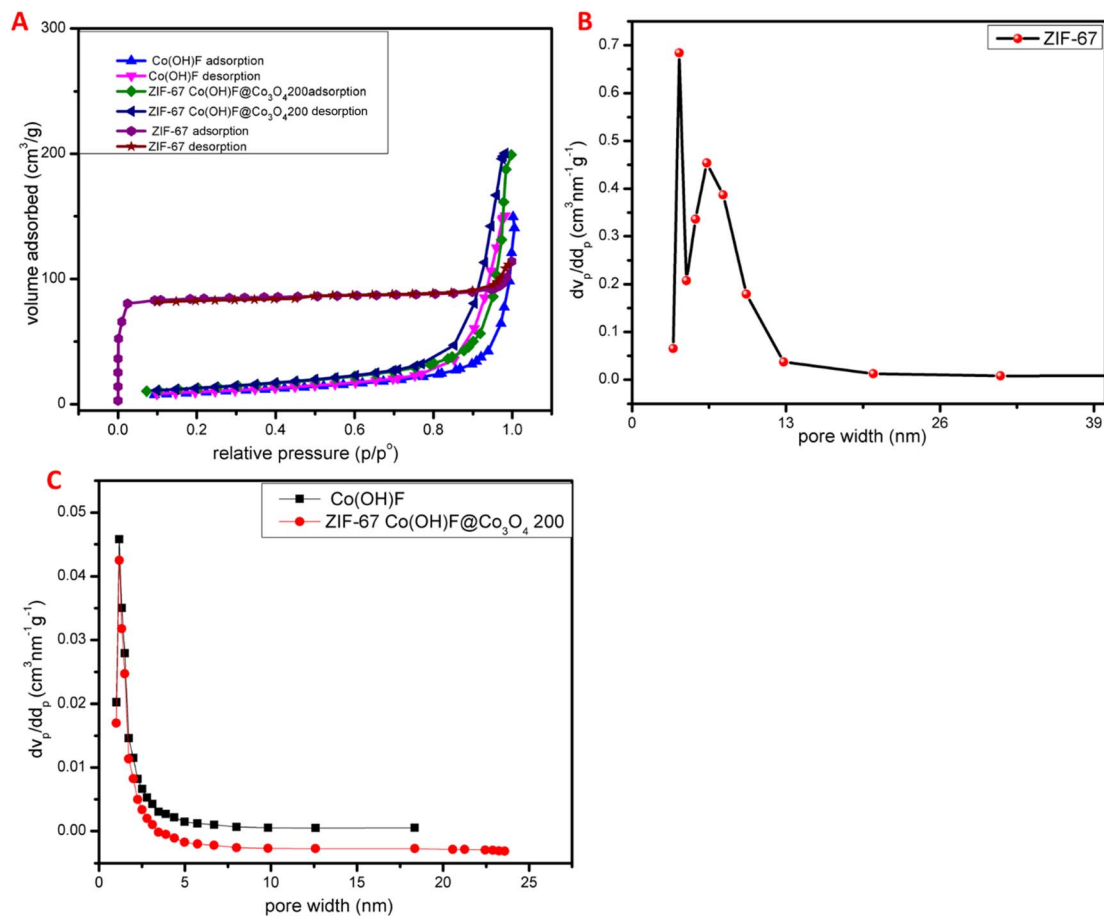 A
Co(OH)F adsorption
Co(OH)F desorption
ZIF-67 Co(OH)F@Co₃O₄200adsorption
ZIF-67 Co(OH)F@Co₃O₄200 desorption
ZIF-67 adsorption
ZIF-67 desorption
300
200
100
0
volume adsorbed (cm³/g)
0.0 0.2 0.4 0.6 0.8 1.0
relative pressure (p/p°)
B
ZIF-67
0.7
0.6
0.5
0.4
0.3
0.2
0.1
0.0
dvₚ/ddₚ (cm³nm⁻¹g⁻¹)
0 13 26 39
pore width (nm)
C
Co(OH)F
ZIF-67 Co(OH)F@Co₃O₄ 200
0.05
0.04
0.03
0.02
0.01
0.00
dvₚ/ddₚ (cm³nm⁻¹g⁻¹)
0 5 10 15 20 25
pore width (nm)